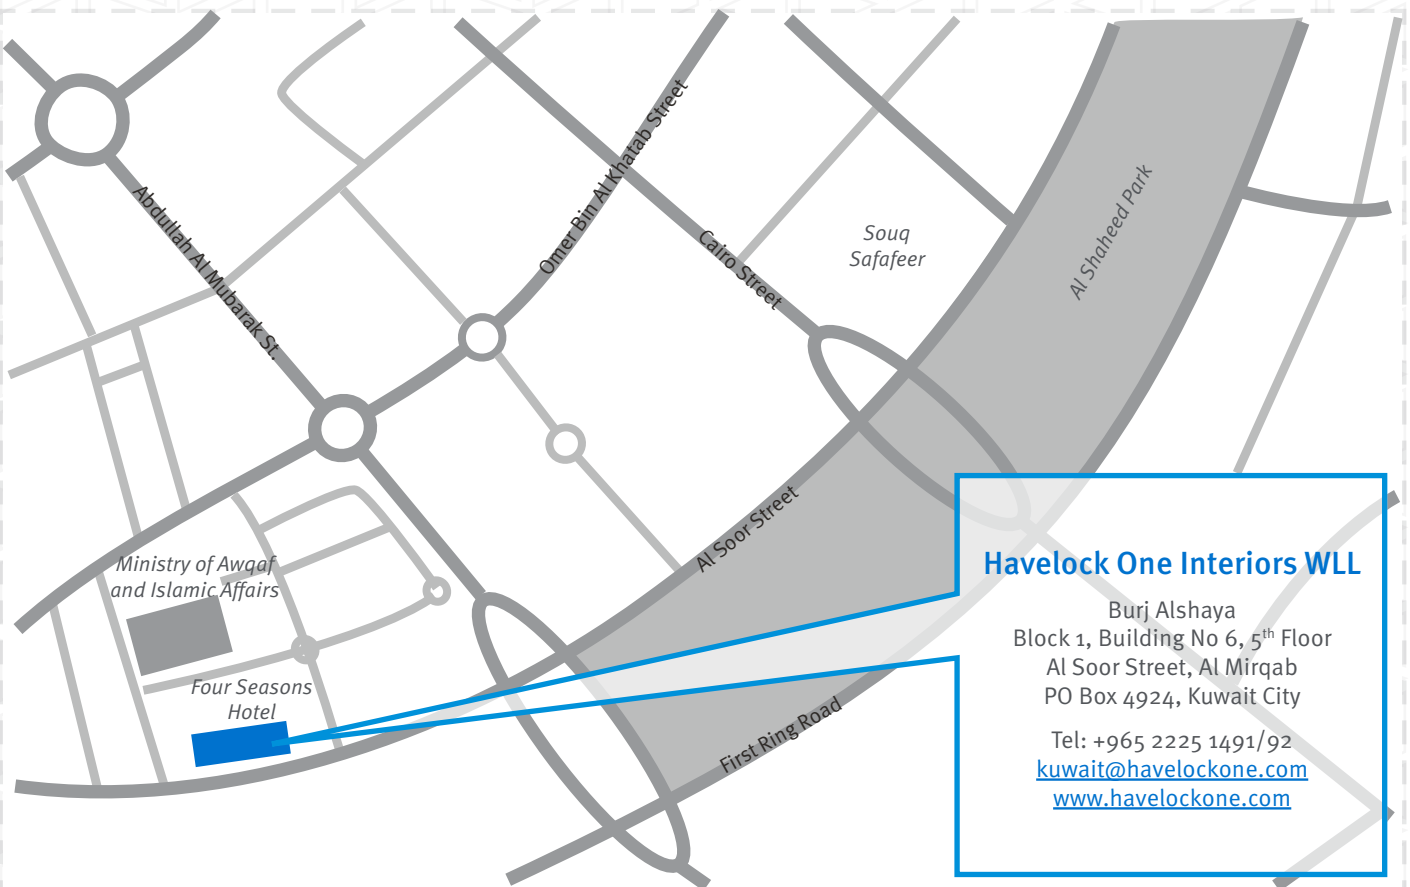 Abdullah Al Mubarak St.
Omer Bin Al Khatab Street
Cairo Street
Souq
Safafeer
Al Shaheed Park
Al Soor Street
Ministry of Awqaf
and Islamic Affairs
Four Seasons
Hotel
First Ring Road
Havelock One Interiors WLL
Burj Alshaya
Block 1, Building No 6, 5th Floor
Al Soor Street, Al Mirqab
PO Box 4924, Kuwait City
Tel: +965 2225 1491/92
kuwait@havelockone.com
www.havelockone.com